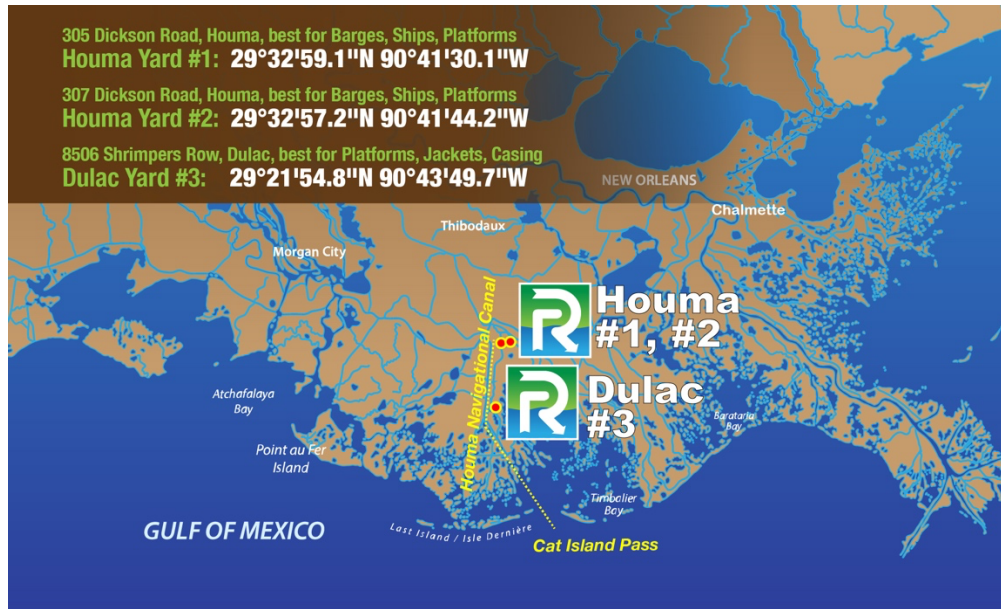 305 Dickson Road, Houma, best for Barges, Ships, Platforms
Houma Yard #1: 29°32'59.1"N 90°41'30.1"W
307 Dickson Road, Houma, best for Barges, Ships, Platforms
Houma Yard #2: 29°32'57.2"N 90°41'44.2"W
8506 Shrimpers Row, Dulac, best for Platforms, Jackets, Casing
Dulac Yard #3: 29°21'54.8"N 90°43'49.7"W
NEW ORLEANS
Chalmette
Thibodaux
Morgan City
Houma Navigational Canal
R
Houma
#1, #2
R
Dulac
#3
Atchafalaya
Bay
Barataria
Bay
Point au Fer
Island
Timbalier
Bay
GULF OF MEXICO
Last Island / Isle Dernière
Cat Island Pass